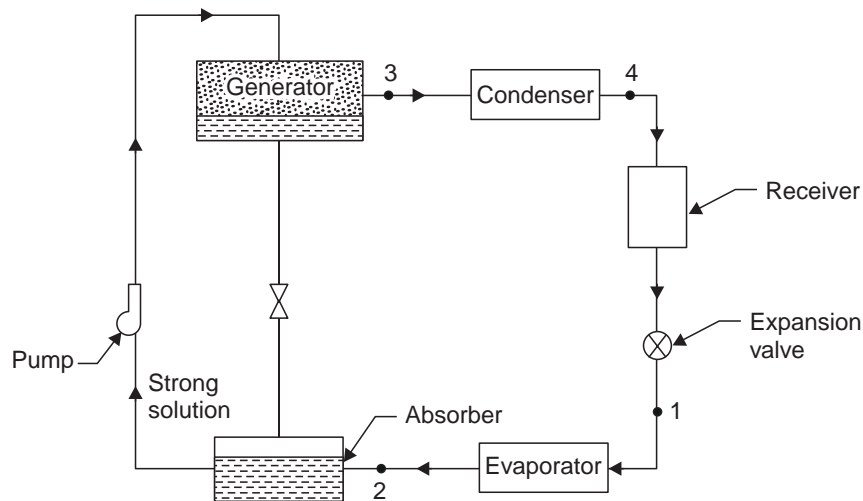 Generator
3
Condenser
4
Receiver
Expansion
valve
Pump
Strong
solution
Absorber
1
Evaporator
2